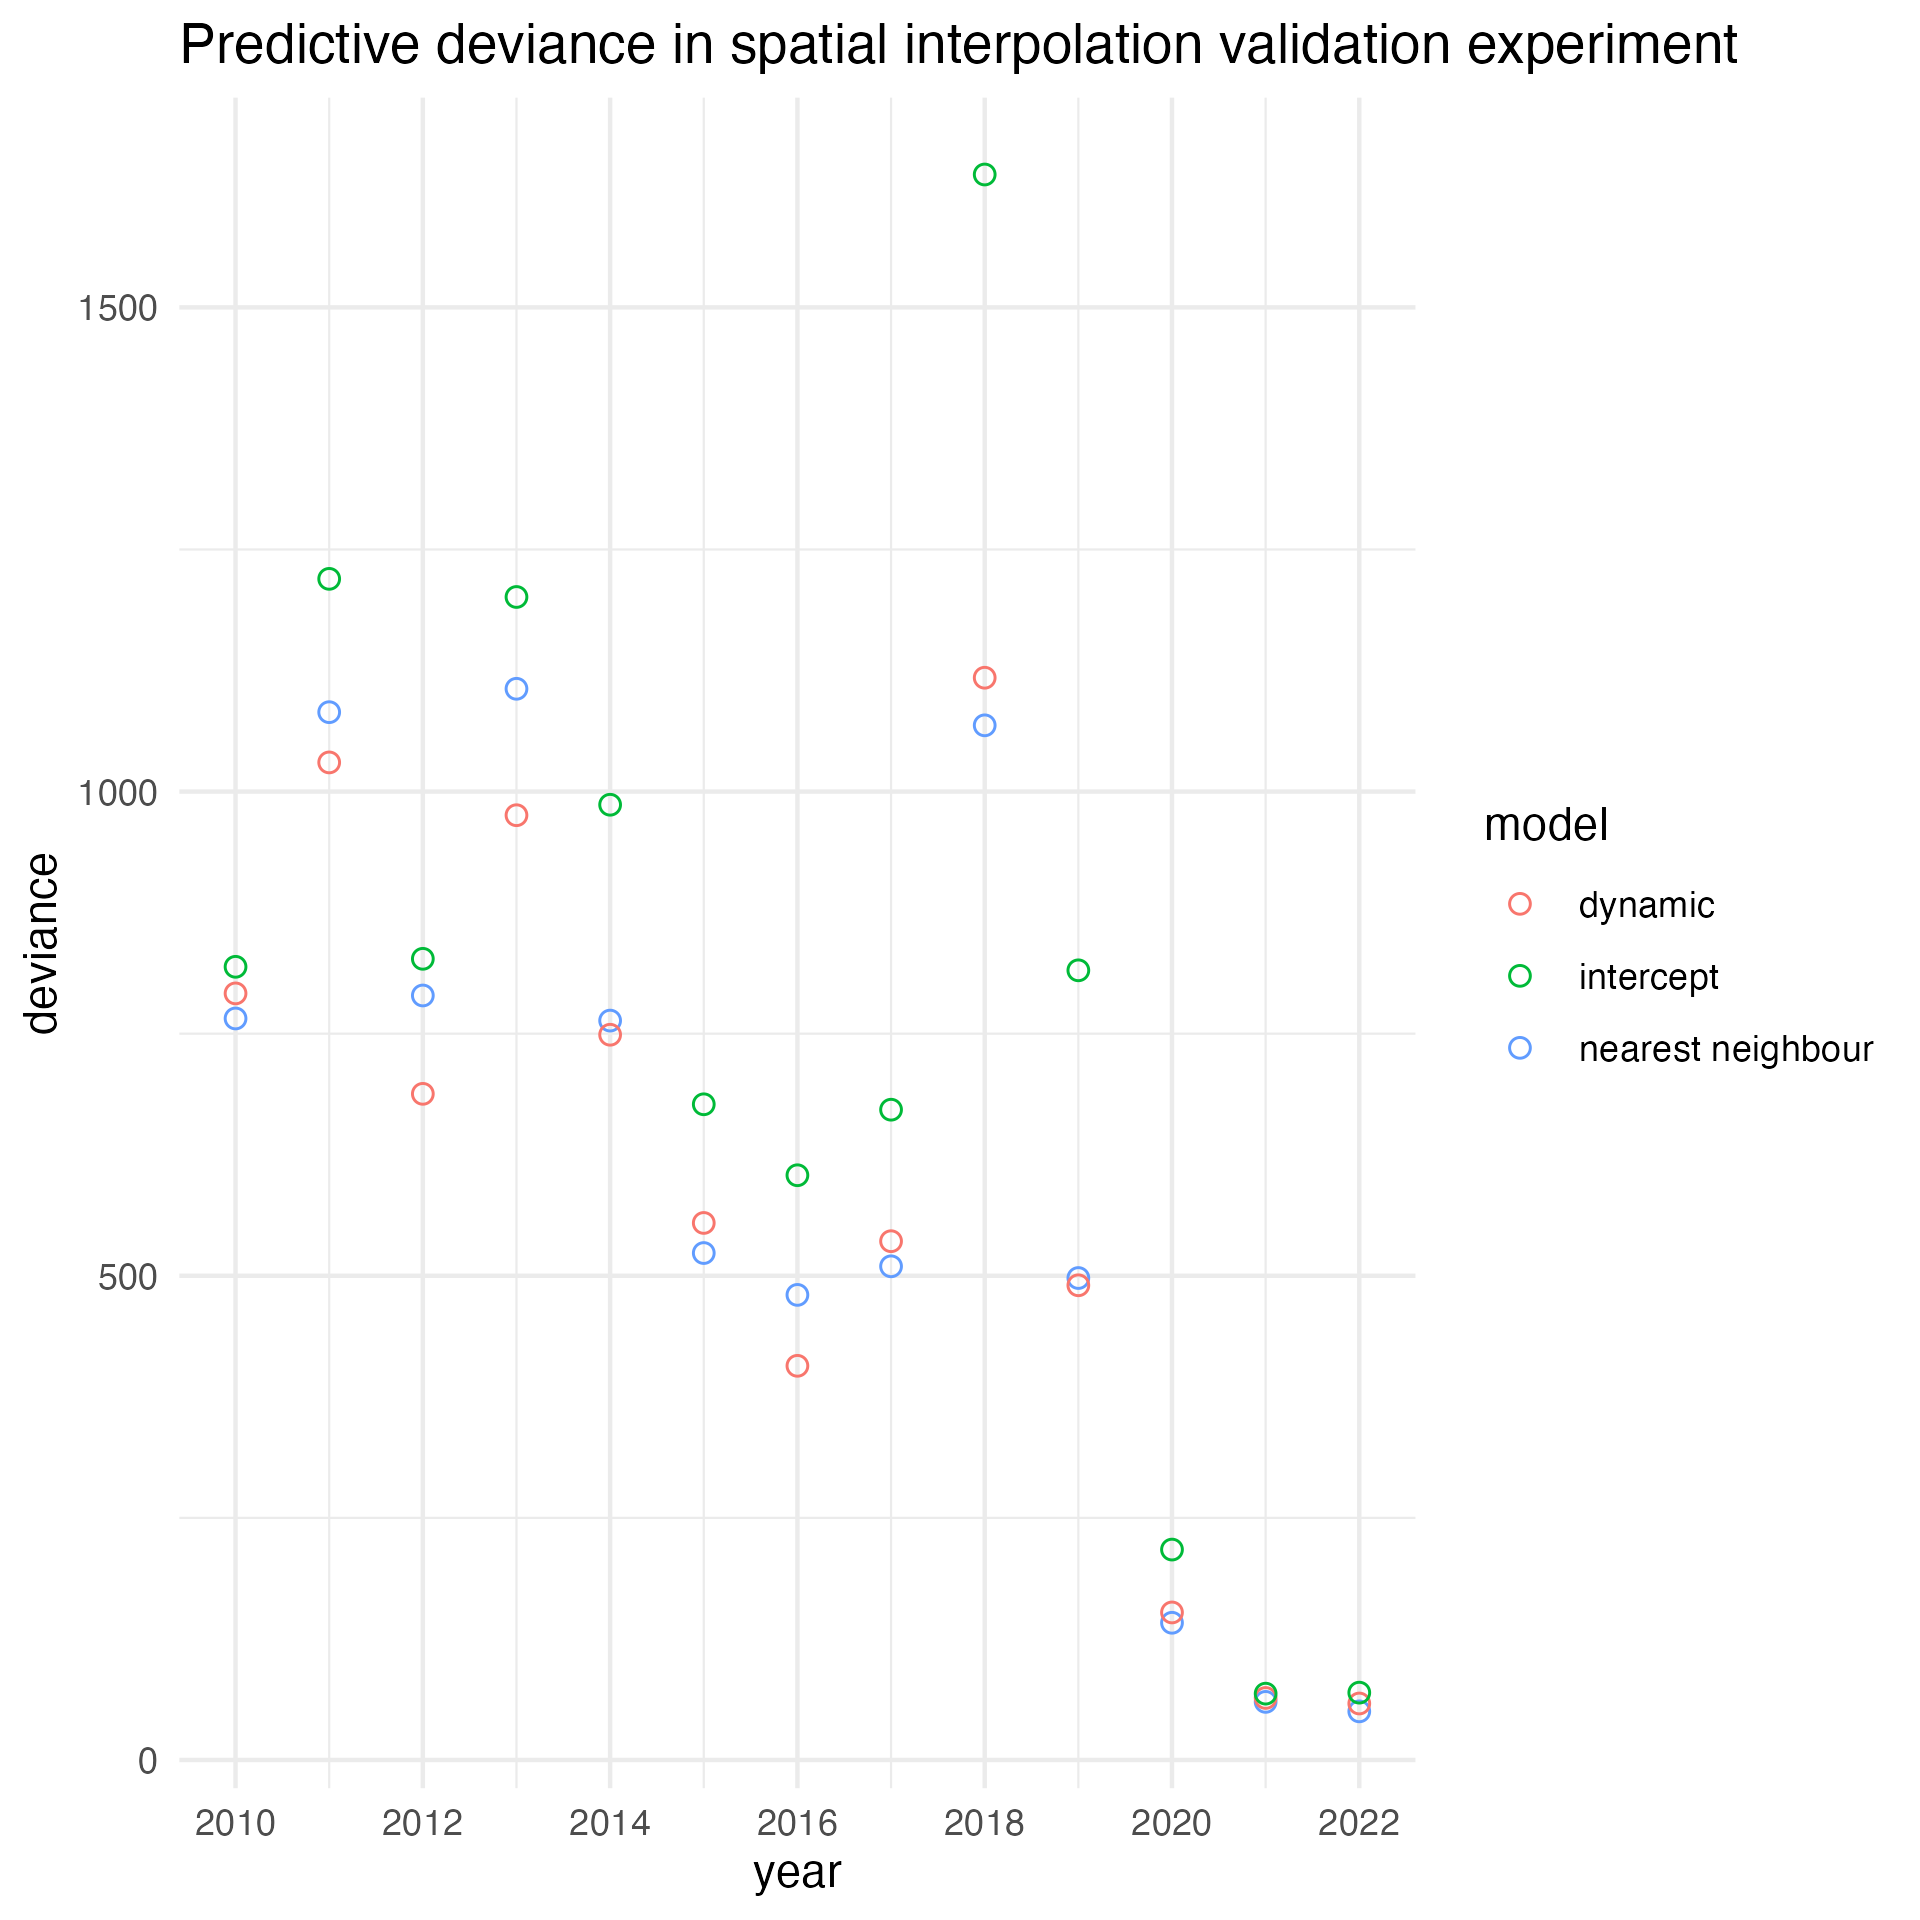 Predictive deviance in spatial interpolation validation experiment
deviance
1500
1000
500
0
2010 2012 2014 2016 2018 2020 2022
year
model
dynamic
intercept
nearest neighbour